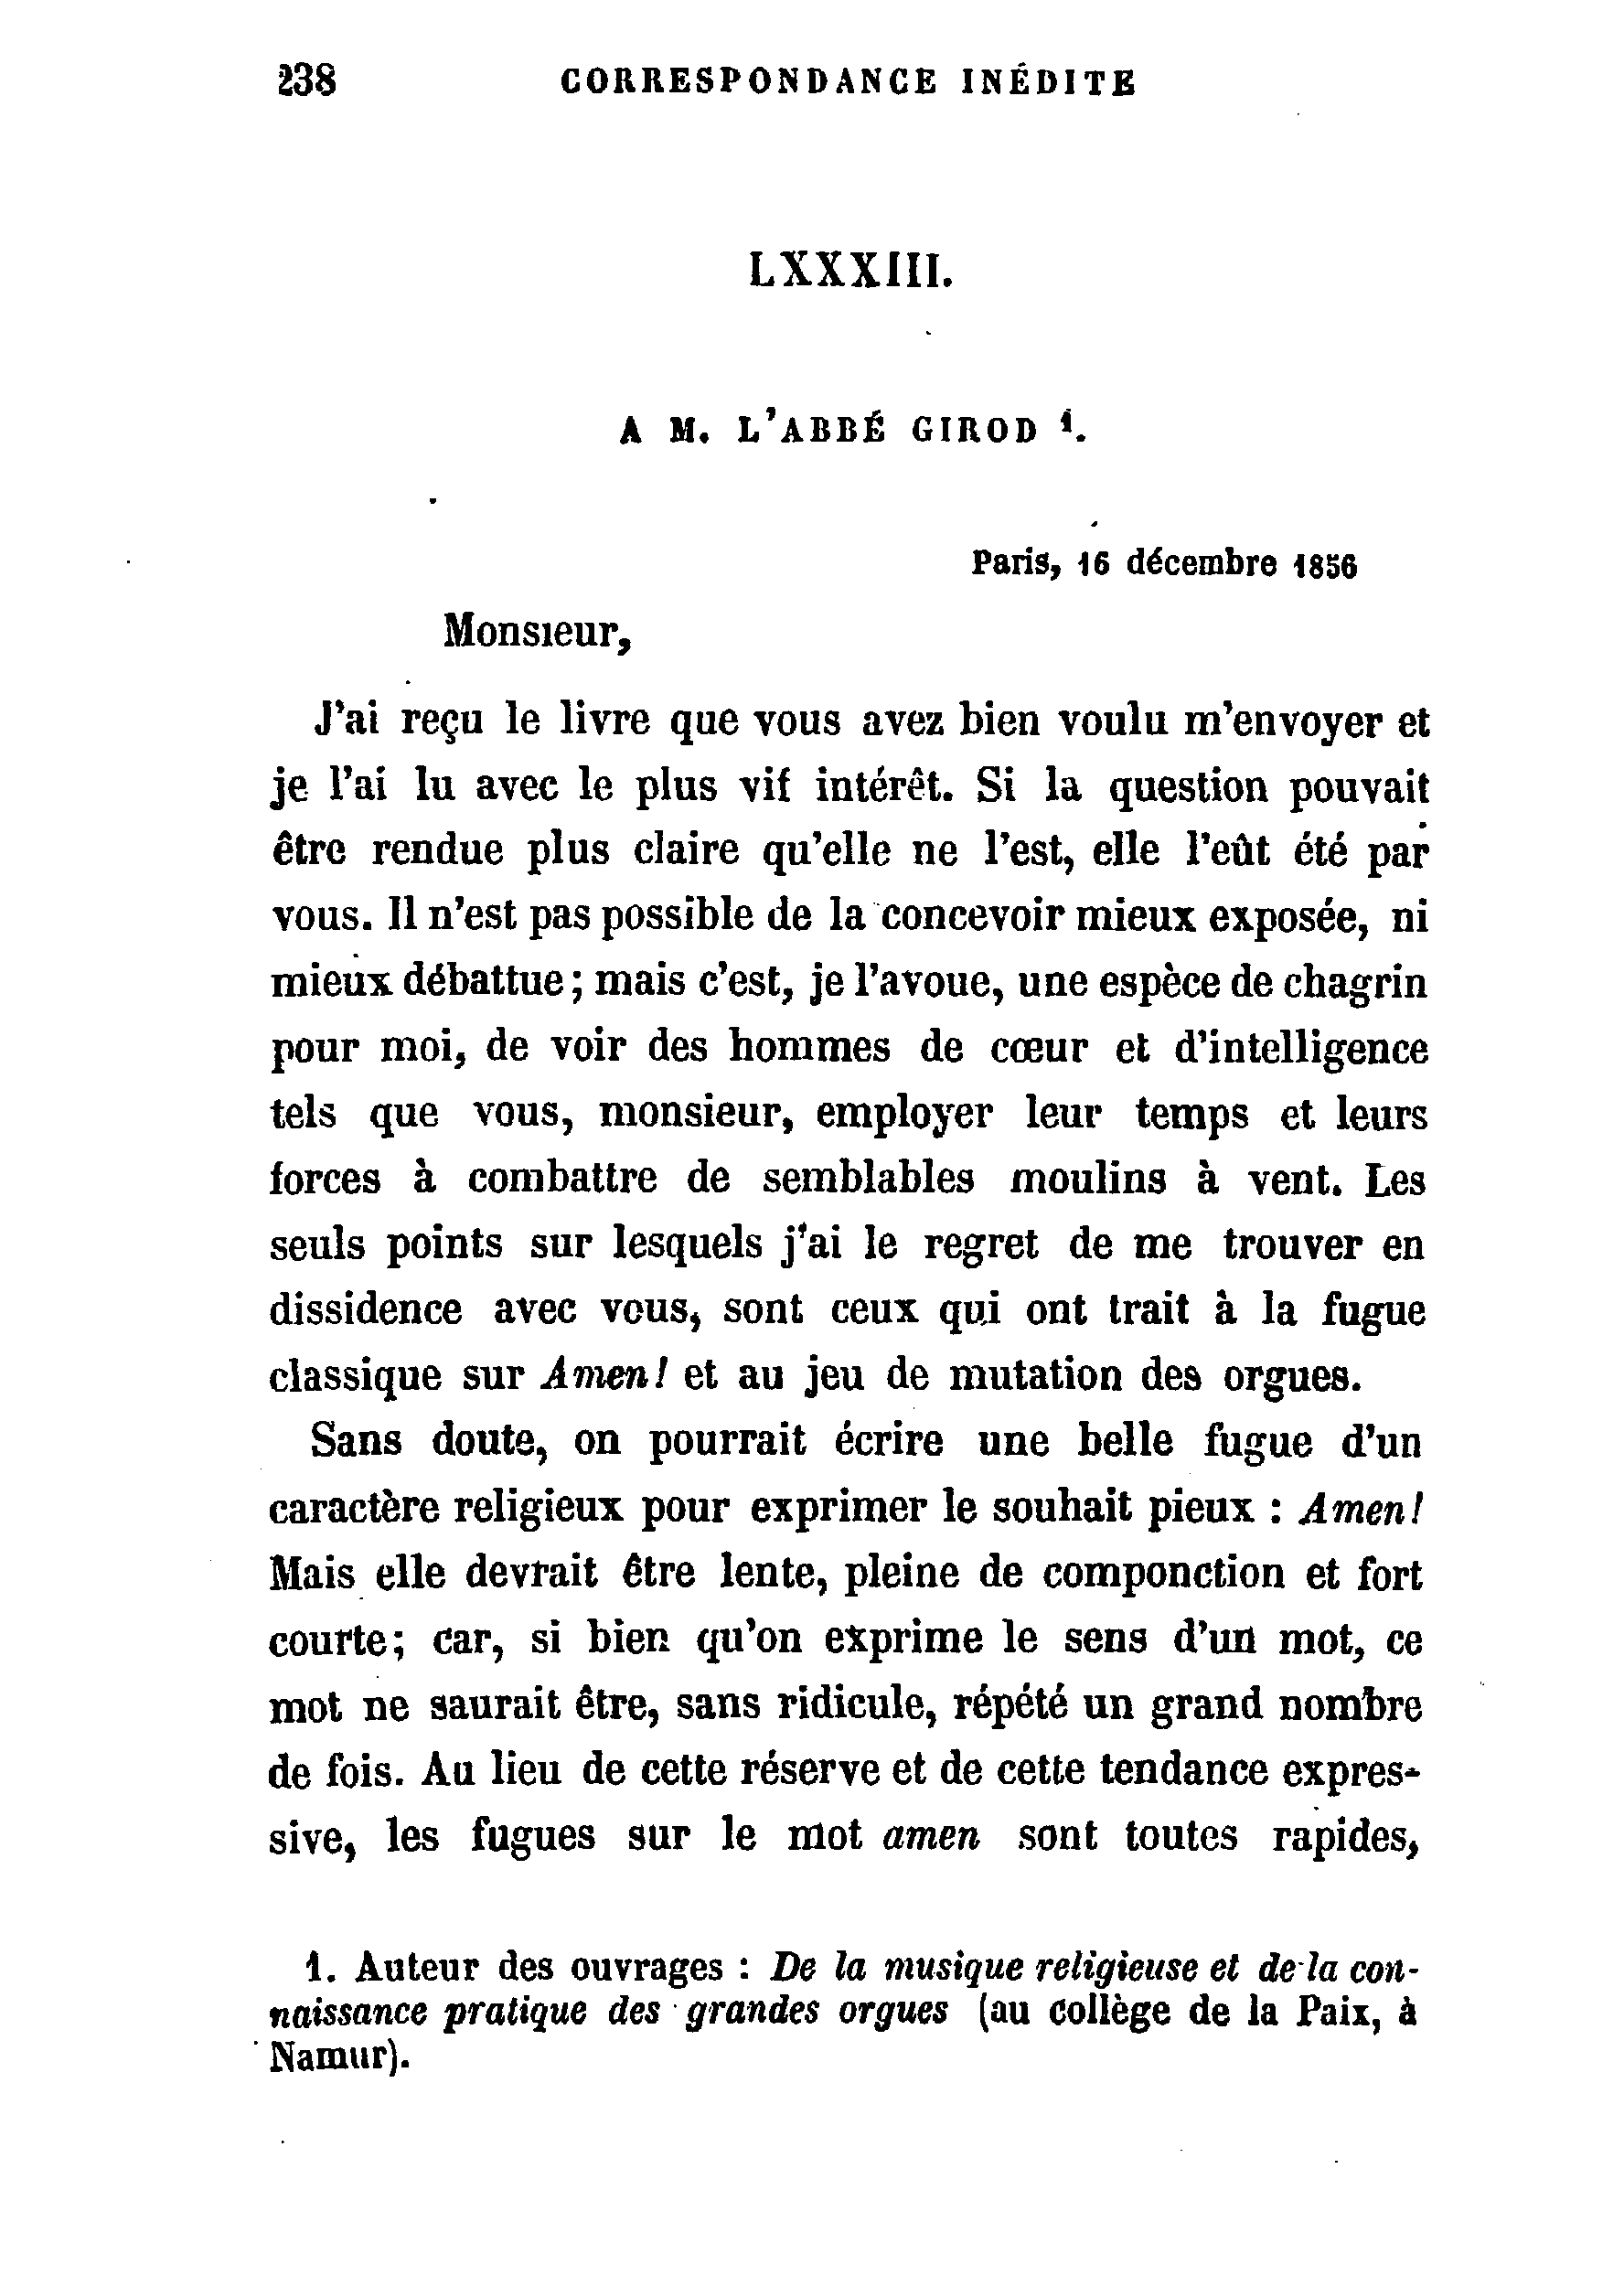 238 CORRESPONDANCE INÉDITE
LXXXIII.
A M. L'ABBÉ GIROD 1.
Paris, 16 décembre 1856
Monsieur,
J'ai reçu le livre que vous avez bien voulu m'envoyer et
je l'ai lu avec le plus vif intérêt. Si la question pouvait
être rendue plus claire qu'elle ne l'est, elle l'eût été par
vous. Il n'est pas possible de la concevoir mieux exposée, ni
mieux débattue; mais c'est, je l'avoue, une espèce de chagrin
pour moi, de voir des hommes de cœur et d'intelligence
tels que vous, monsieur, employer leur temps et leurs
forces à combattre de semblables moulins à vent. Les
seuls points sur lesquels j'ai le regret de me trouver en
dissidence avec vous, sont ceux qui ont trait à la fugue
classique sur Amen! et au jeu de mutation des orgues.
Sans doute, on pourrait écrire une belle fugue d'un
caractère religieux pour exprimer le souhait pieux : Amen!
Mais elle devrait être lente, pleine de componction et fort
courte; car, si bien qu'on exprime le sens d'un mot, ce
mot ne saurait être, sans ridicule, répété un grand nombre
de fois. Au lieu de cette réserve et de cette tendance expres-
sive, les fugues sur le mot amen sont toutes rapides,
1. Auteur des ouvrages : De la musique religieuse et de la con-
naissance pratique des grandes orgues (au collège de la Paix, à
Namur).